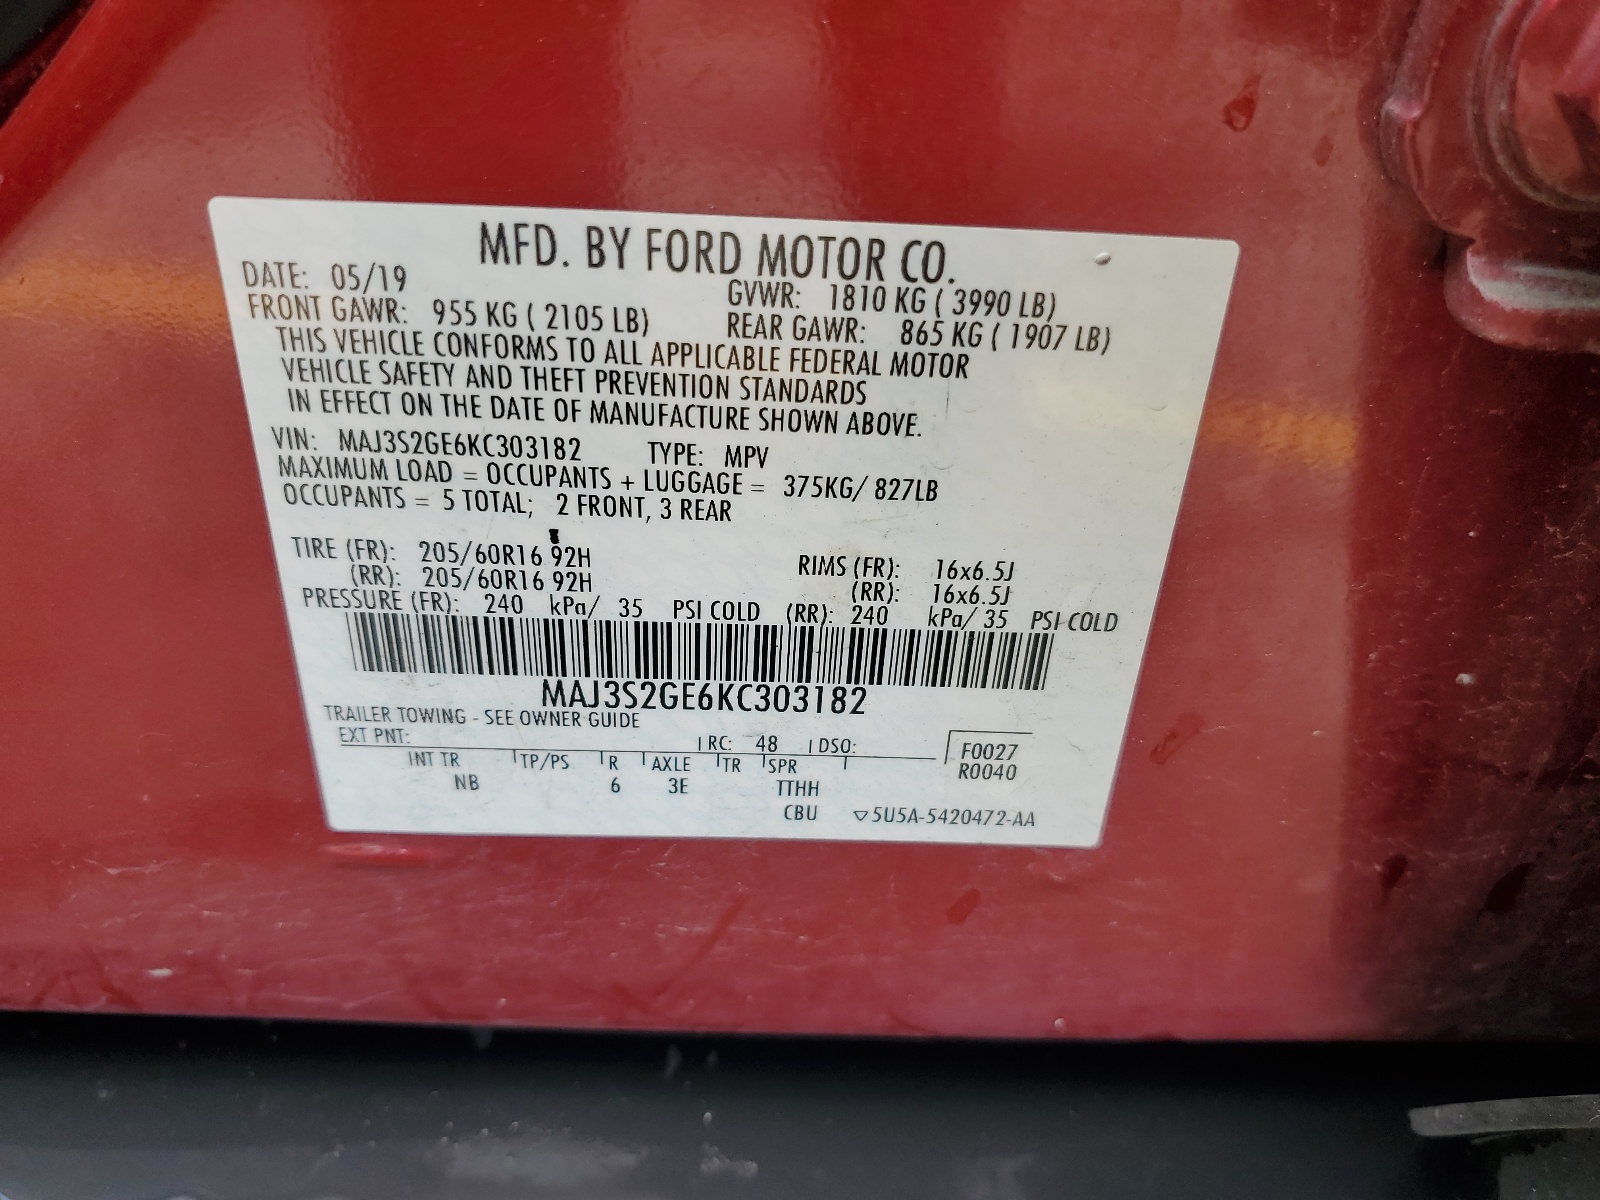 MFD. BY FORD MOTOR CO.
DATE: 05/19 GVWR: 1810 KG ( 3990 LB)
FRONT GAWR: 955 KG ( 2105 LB) REAR GAWR: 865 KG ( 1907 LB)
THIS VEHICLE CONFORMS TO ALL APPLICABLE FEDERAL MOTOR
VEHICLE SAFETY AND THEFT PREVENTION STANDARDS
IN EFFECT ON THE DATE OF MANUFACTURE SHOWN ABOVE.
VIN: MAJ3S2GE6KC303182 TYPE: MPV
MAXIMUM LOAD = OCCUPANTS + LUGGAGE = 375KG/ 827LB
OCCUPANTS = 5 TOTAL; 2 FRONT, 3 REAR
TIRE (FR): 205/60R16 92H RIMS (FR): 16x6.5J
(RR): 205/60R16 92H (RR): 16x6.5J
PRESSURE (FR): 240 kPa/ 35 PSI COLD (RR): 240 kPa/ 35 PSI COLD
MAJ3S2GE6KC303182
TRAILER TOWING - SEE OWNER GUIDE
EXT PNT: RC: 48 DSO: F0027
INT TR TP/PS R AXLE TR SPR R0040
NB 6 3E TTHH
CBU ▽5U5A-5420472-AA